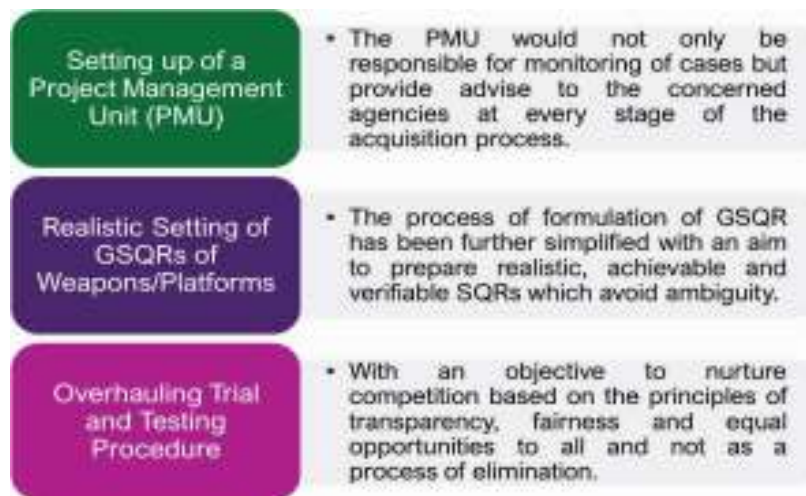 Setting up of a
Project Management
Unit (PMU)
• The PMU would not only be
responsible for monitoring of cases but
provide advise to the concerned
agencies at every stage of the
acquisition process.
Realistic Setting of
GSQRs of
Weapons/Platforms
• The process of formulation of GSQR
has been further simplified with an aim
to prepare realistic, achievable and
verifiable SQRs which avoid ambiguity.
Overhauling Trial
and Testing
Procedure
• With an objective to nurture
competition based on the principles of
transparency, fairness and equal
opportunities to all and not as a
process of elimination.